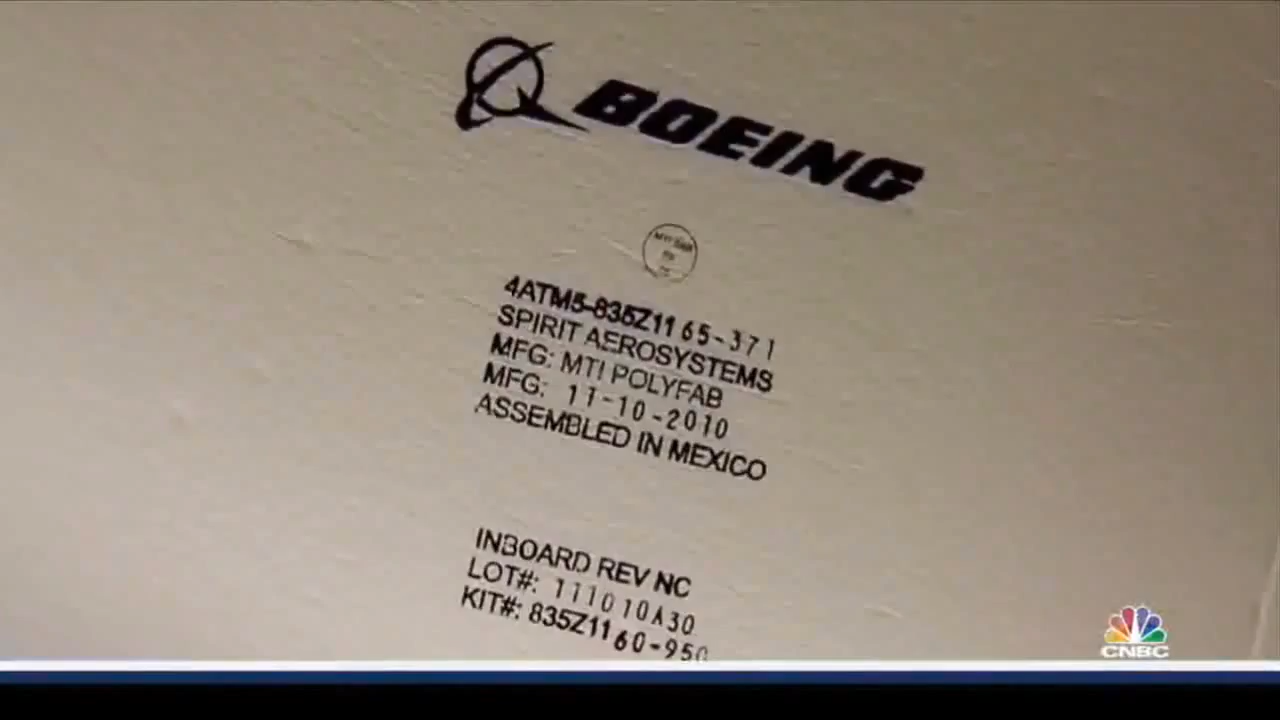 BOEING
4ATM5-835Z1165-371
SPIRIT AEROSYSTEMS
MFG: MTI POLYFAB
MFG: 11-10-2010
ASSEMBLED IN MEXICO
INBOARD REV NC
LOT#: 111010A30
KIT#: 835Z1160-950
CNBC